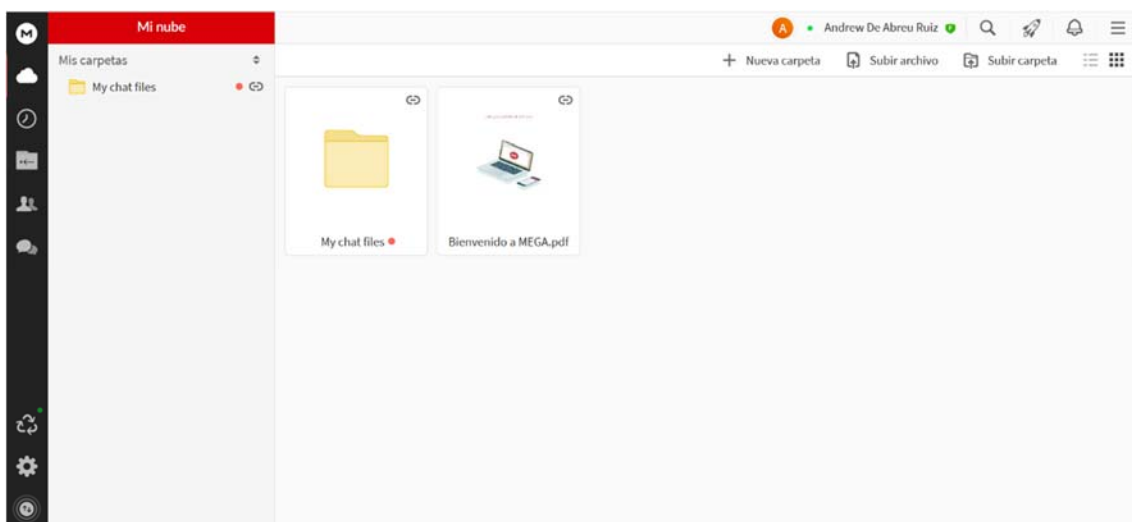 M
Mi nube
A
Andrew De Abreu Ruiz
Mis carpetas
Nueva carpeta
Subir archivo
Subir carpeta
My chat files
My chat files
Bienvenido a MEGA.pdf